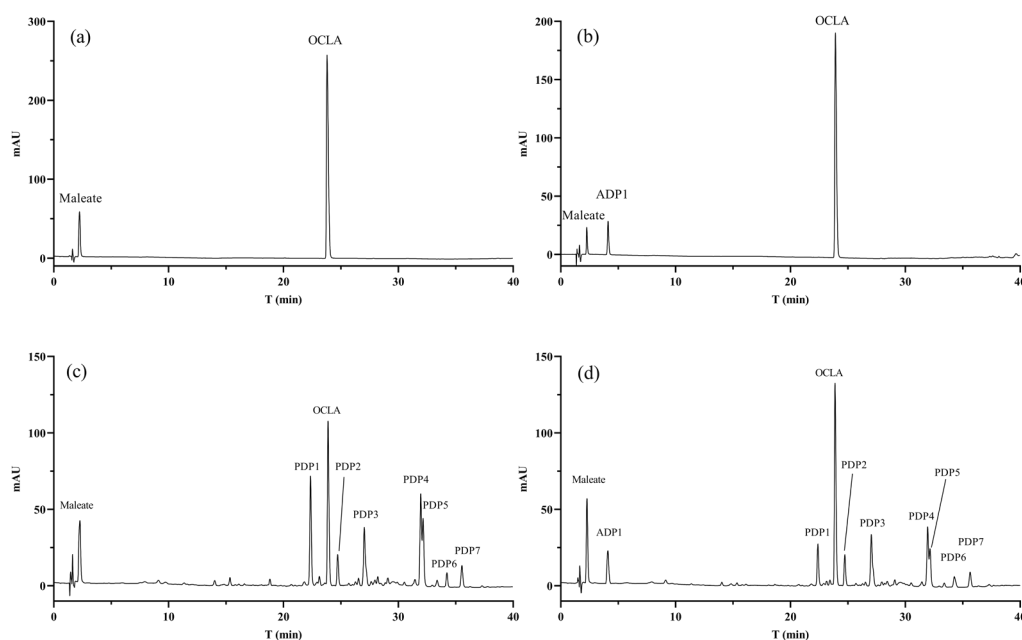 (a)
OCLA
Maleate
300
200
100
0
mAU
0
10
20
30
40
T (min)
(b)
OCLA
ADP1
Maleate
200
150
100
50
0
mAU
0
10
20
30
40
T (min)
(c)
OCLA
PDP1
PDP2
PDP4
PDP5
Maleate
PDP3
PDP6
PDP7
150
100
50
0
mAU
0
10
20
30
40
T (min)
(d)
OCLA
PDP2
PDP5
Maleate
ADP1
PDP1
PDP3
PDP4
PDP7
PDP6
150
100
50
0
mAU
0
10
20
30
40
T (min)